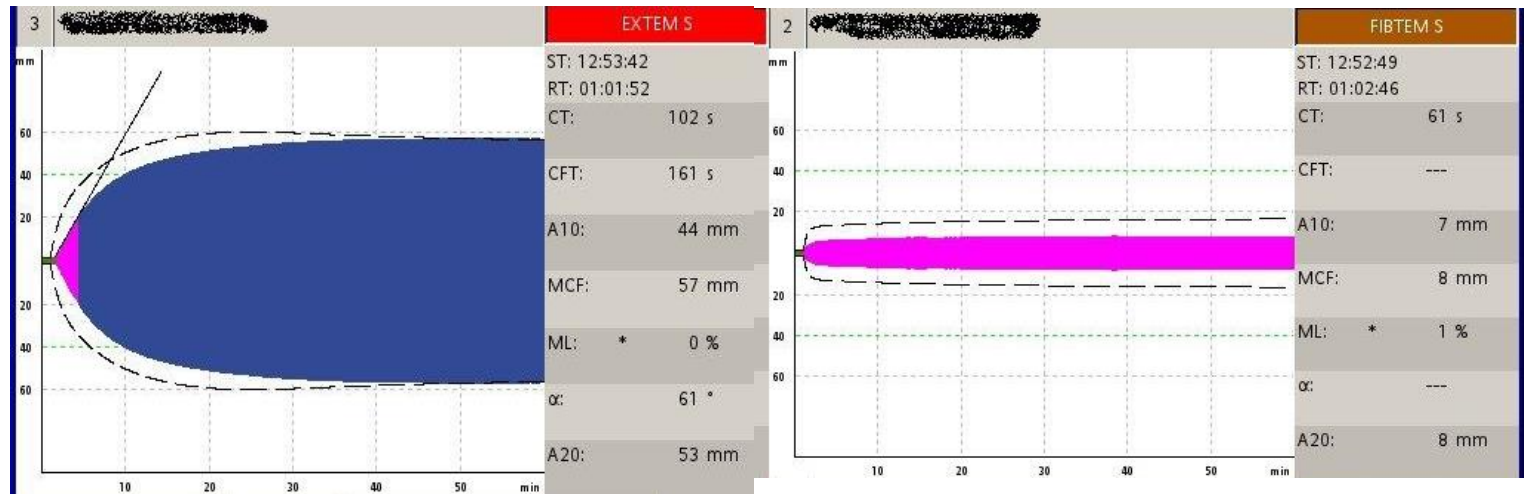 3 EXTEM S
mm
ST: 12:53:42
RT: 01:01:52
CT: 102 s
CFT: 161 s
A10: 44 mm
MCF: 57 mm
ML: * 0 %
α: 61 °
A20: 53 mm
60
40
20
20
40
60
10 20 30 40 50 min
2 FIBTEM S
mm
ST: 12:52:49
RT: 01:02:46
CT: 61 s
CFT: ---
A10: 7 mm
MCF: 8 mm
ML: * 1 %
α: ---
A20: 8 mm
60
40
20
20
40
60
10 20 30 40 50 min